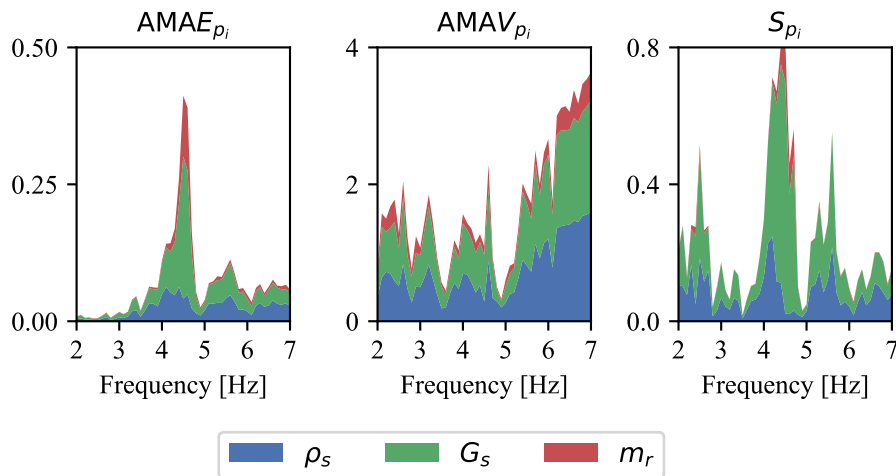 AMAE_{p_i} AMAV_{p_i} S_{p_i}
0.50 4 0.8
0.25 2 0.4
0.00 0 0.0
2 3 4 5 6 7 2 3 4 5 6 7 2 3 4 5 6 7
Frequency [Hz] Frequency [Hz] Frequency [Hz]
ρ_s G_s m_r